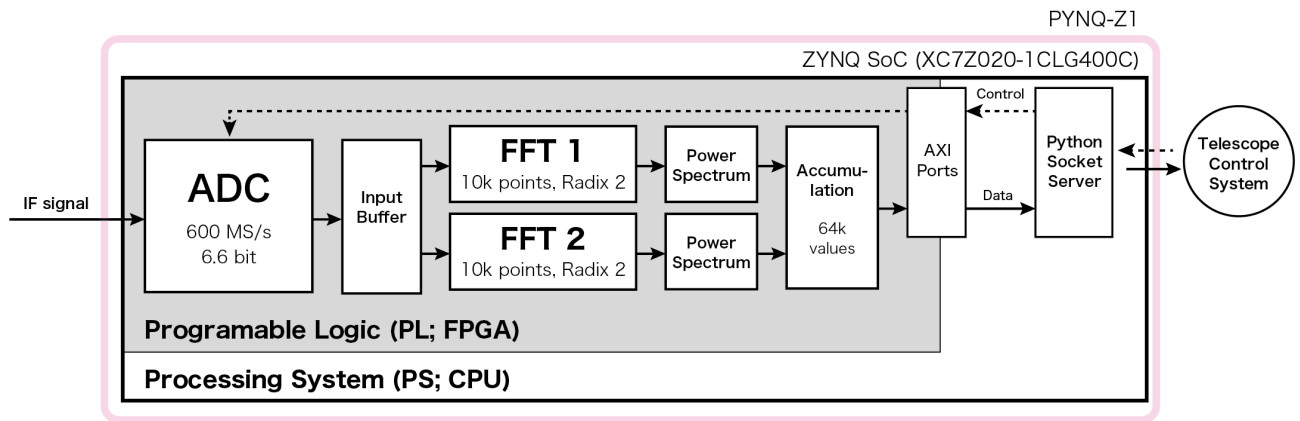 PYNQ-Z1
ZYNQ SoC (XC7Z020-1CLG400C)
IF signal
ADC
600 MS/s
6.6 bit
Input
Buffer
FFT 1
10k points, Radix 2
FFT 2
10k points, Radix 2
Power
Spectrum
Power
Spectrum
Accumu-
lation
64k
values
AXI
Ports
Control
Data
Python
Socket
Server
Telescope
Control
System
Programable Logic (PL; FPGA)
Processing System (PS; CPU)